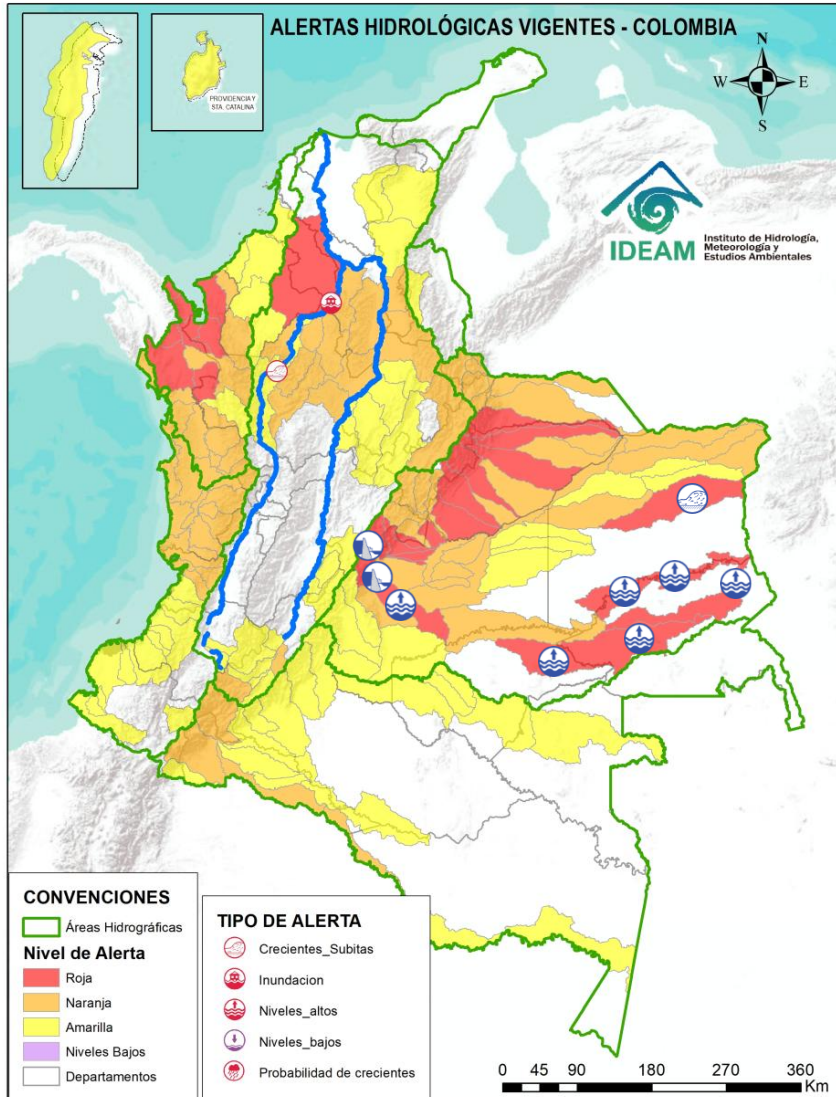 ALERTAS HIDROLÓGICAS VIGENTES - COLOMBIA
PROVIDENCIA Y
STA. CATALINA
N
W
E
S
IDEAM
Instituto de Hidrología,
Meteorología y
Estudios Ambientales
CONVENCIONES
Áreas Hidrográficas
Nivel de Alerta
Roja
Naranja
Amarilla
Niveles Bajos
Departamentos
TIPO DE ALERTA
Crecientes_Subitas
Inundacion
Niveles_altos
Niveles_bajos
Probabilidad de crecientes
0 45 90 180 270 360
Km